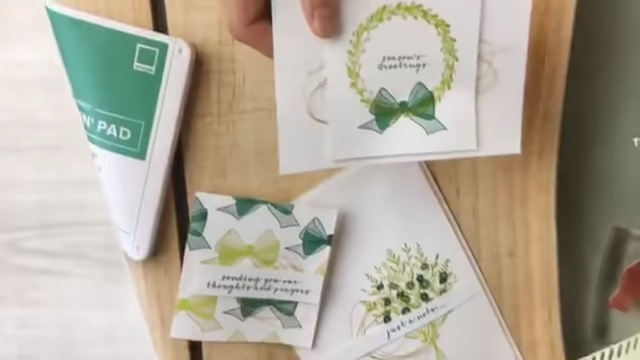 season's
Greetings
N' PAD
sending you our
thoughts and prayers
just a note...